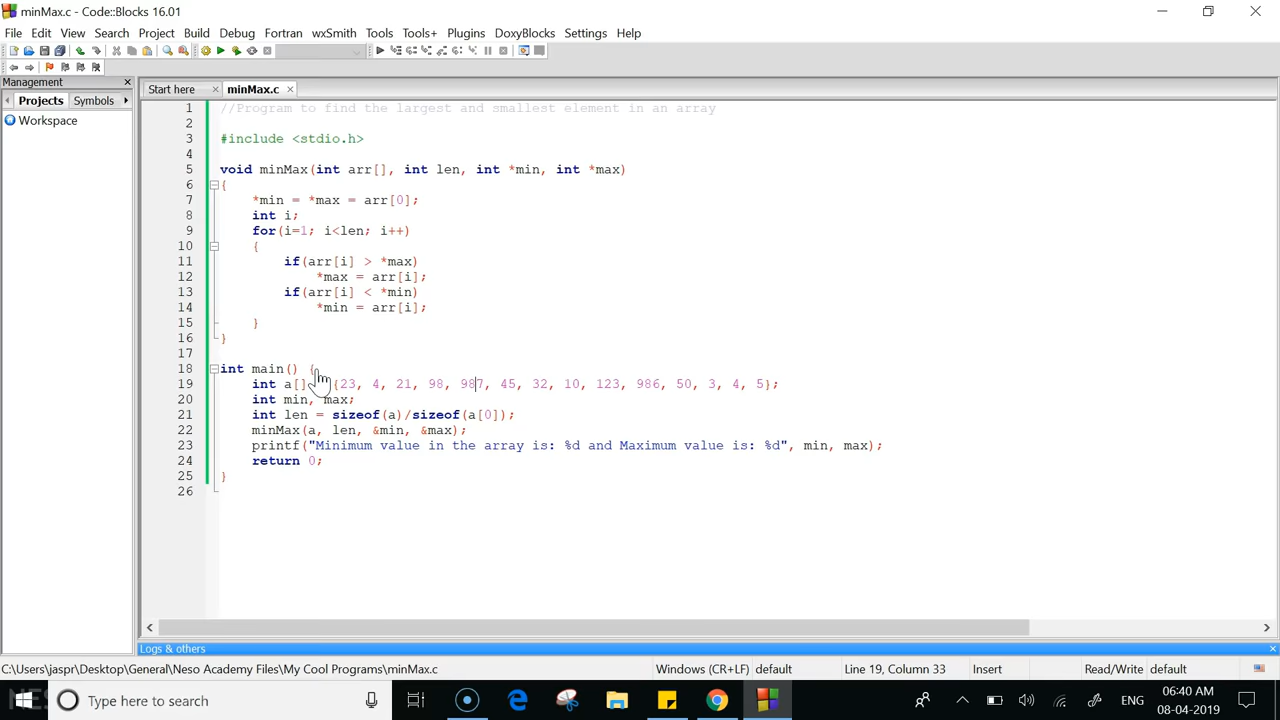 minMax.c - Code::Blocks 16.01
File Edit View Search Project Build Debug Fortran wxSmith Tools Tools+ Plugins DoxyBlocks Settings Help
Management
Start here minMax.c
Projects Symbols
Workspace
1 //Program to find the largest and smallest element in an array
2
3 #include <stdio.h>
4
5 void minMax(int arr[], int len, int *min, int *max)
6 {
7 *min = *max = arr[0];
8 int i;
9 for(i=1; i<len; i++)
10 {
11 if(arr[i] > *max)
12 *max = arr[i];
13 if(arr[i] < *min)
14 *min = arr[i];
15 }
16 }
17
18 int main() {
19 int a[] {23, 4, 21, 98, 987, 45, 32, 10, 123, 986, 50, 3, 4, 5};
20 int min, max;
21 int len = sizeof(a)/sizeof(a[0]);
22 minMax(a, len, &min, &max);
23 printf("Minimum value in the array is: %d and Maximum value is: %d", min, max);
24 return 0;
25 }
26
Logs & others
C:\Users\jaspr\Desktop\General\Neso Academy Files\My Cool Programs\minMax.c Windows (CR+LF) default Line 19, Column 33 Insert Read/Write default
Type here to search
ENG
06:40 AM
08-04-2019